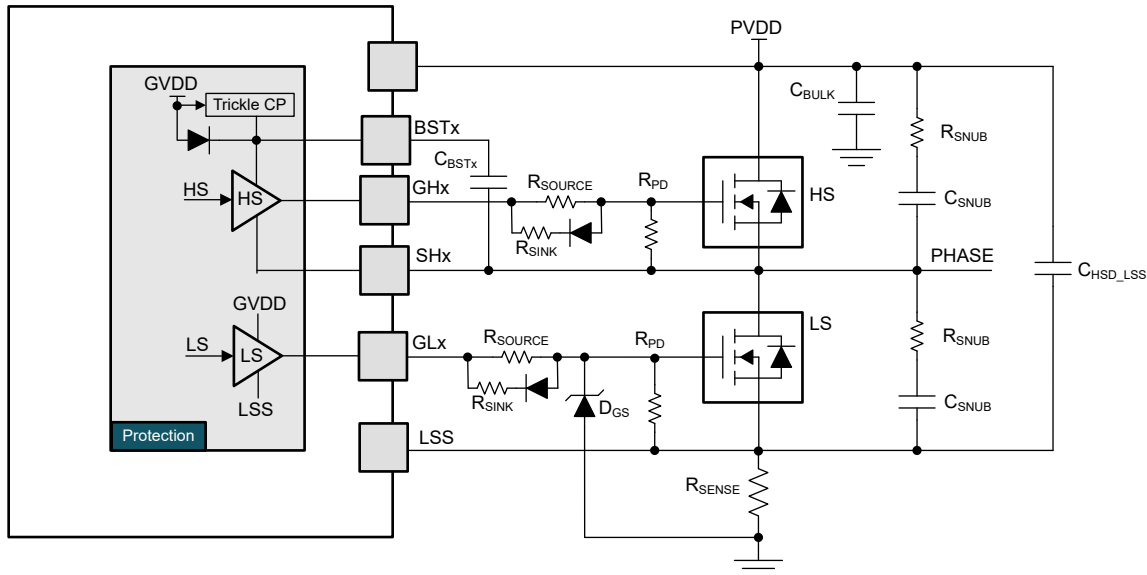 PVDD
GVDD
Trickle CP
C_BULK
R_SNUB
BSTx
C_BSTx
HS
HS
GHx
R_SOURCE
R_PD
HS
C_SNUB
R_SINK
SHx
PHASE
C_HSD_LSS
GVDD
LS
LS
GLx
R_SOURCE
R_PD
LS
R_SNUB
R_SINK
D_GS
LSS
C_SNUB
Protection
LSS
R_SENSE